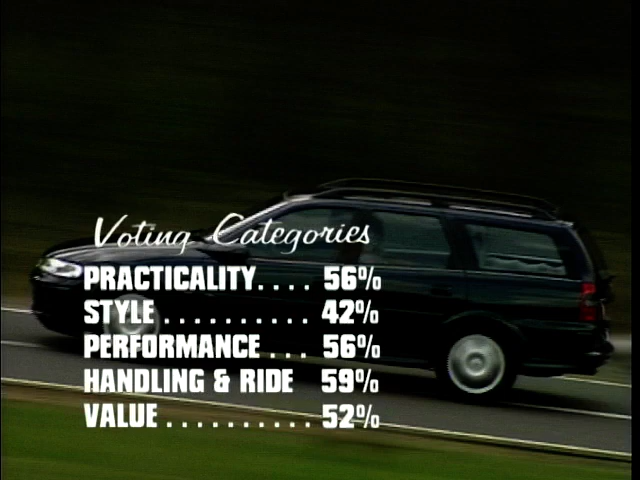 Voting Categories
PRACTICALITY.... 56%
STYLE .......... 42%
PERFORMANCE ... 56%
HANDLING & RIDE 59%
VALUE .......... 52%